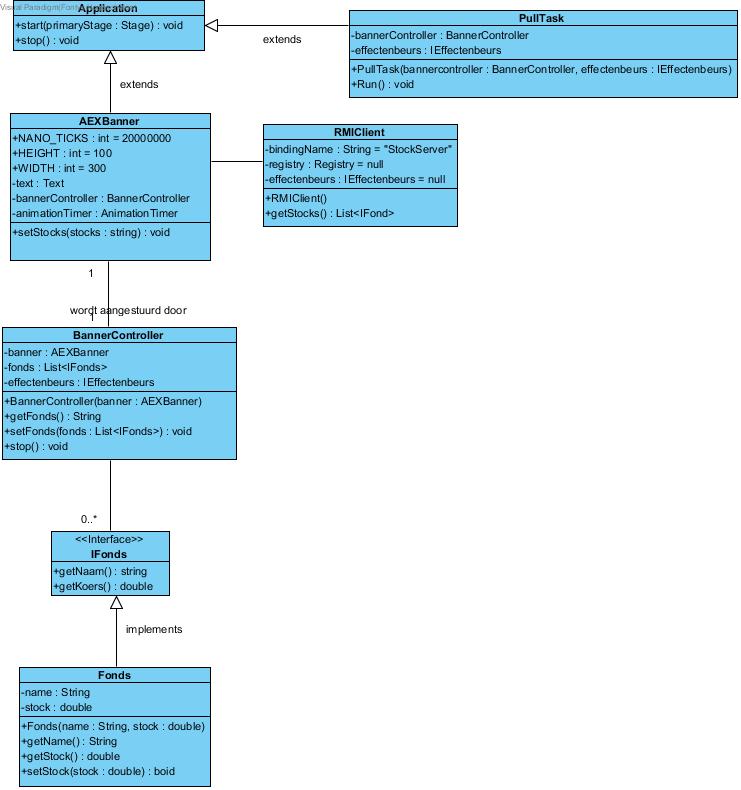 Application
+start(primaryStage : Stage) : void
+stop() : void
extends
PullTask
-bannerController : BannerController
-effectenbeurs : IEffectenbeurs
+PullTask(bannercontroller : BannerController, effectenbeurs : IEffectenbeurs)
+Run() : void
extends
AEXBanner
+NANO_TICKS : int = 20000000
+HEIGHT : int = 100
+WIDTH : int = 300
-text : Text
-bannerController : BannerController
-animationTimer : AnimationTimer
+setStocks(stocks : string) : void
RMIClient
-bindingName : String = "StockServer"
-registry : Registry = null
-effectenbeurs : IEffectenbeurs = null
+RMIClient()
+getStocks() : List<IFond>
1
wordt aangestuurd door
1
BannerController
-banner : AEXBanner
-fonds : List<IFonds>
-effectenbeurs : IEffectenbeurs
+BannerController(banner : AEXBanner)
+getFonds() : String
+setFonds(fonds : List<IFonds>) : void
+stop() : void
0..*
<<Interface>>
IFonds
+getNaam() : string
+getKoers() : double
implements
Fonds
-name : String
-stock : double
+Fonds(name : String, stock : double)
+getName() : String
+getStock() : double
+setStock(stock : double) : boid